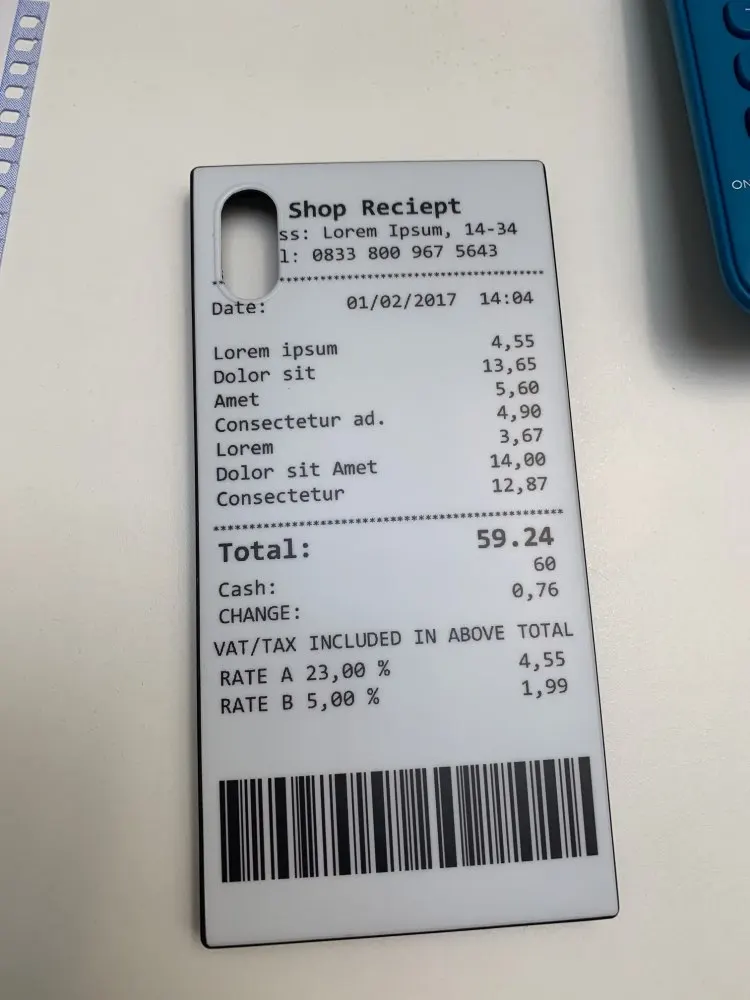 Shop Reciept
ss: Lorem Ipsum, 14-34
l: 0833 800 967 5643
************************************************
Date: 01/02/2017 14:04
Lorem ipsum 4,55
Dolor sit 13,65
Amet 5,60
Consectetur ad. 4,90
Lorem 3,67
Dolor sit Amet 14,00
Consectetur 12,87
************************************************
Total: 59.24
Cash: 60
CHANGE: 0,76
VAT/TAX INCLUDED IN ABOVE TOTAL
RATE A 23,00 % 4,55
RATE B 5,00 % 1,99
ON